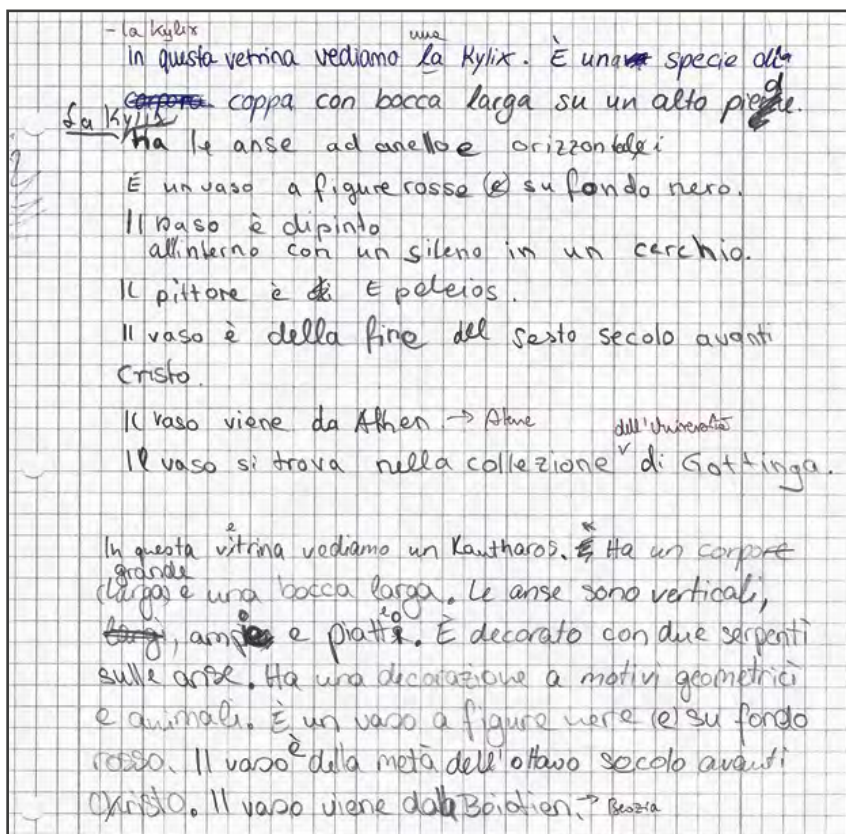 - la kylix
in questa vetrina vediamo la una Kylix. È una specie di
coppa con bocca larga su un alto piede.
La Kylix
Ha le anse ad anello e orizzontali
È un vaso a figure rosse (e) su fondo nero.
Il vaso è dipinto
all'interno con un sileno in un cerchio.
Il pittore è Epeleios.
Il vaso è della fine del sesto secolo avanti
Cristo.
Il vaso viene da Athen → Atene
Il vaso si trova nella collezione dell'Università di Gottinga.
In questa vetrina vediamo un Kantharos. Ha un corpo
grande
(larga) e una bocca larga. Le anse sono verticali,
largi, ampie e piatte. È decorato con due serpenti
sulle anse. Ha una decorazione a motivi geometrici
e animali. È un vaso a figure nere (e) su fondo
rosso. Il vaso è della metà dell'ottavo secolo avanti
Christo. Il vaso viene dalla Boiotien. → Beozia